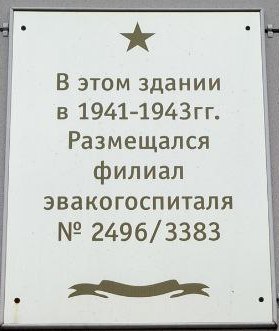 В этом здании
в 1941-1943гг.
Размещался
филиал
эвакогоспиталя
№ 2496/3383